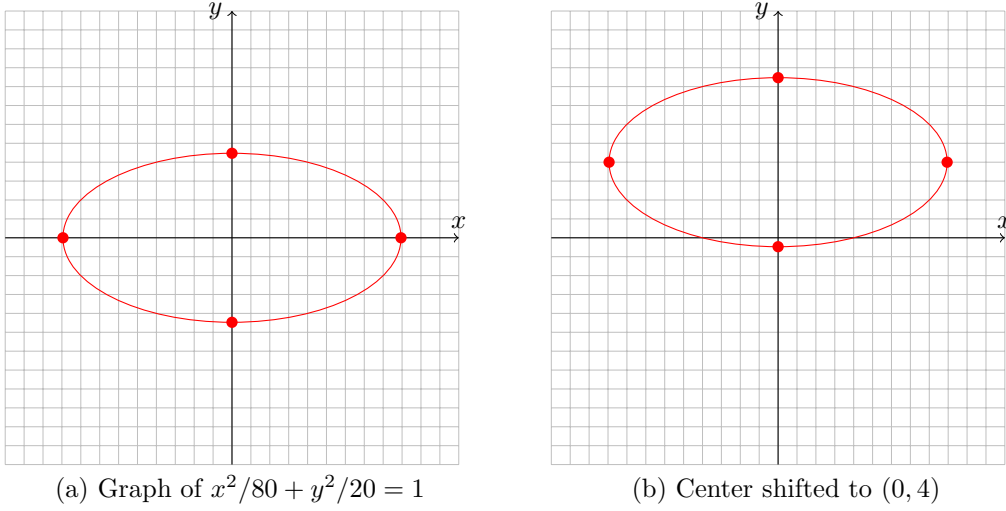 y
x
(a) Graph of x²/80 + y²/20 = 1
y
x
(b) Center shifted to (0, 4)